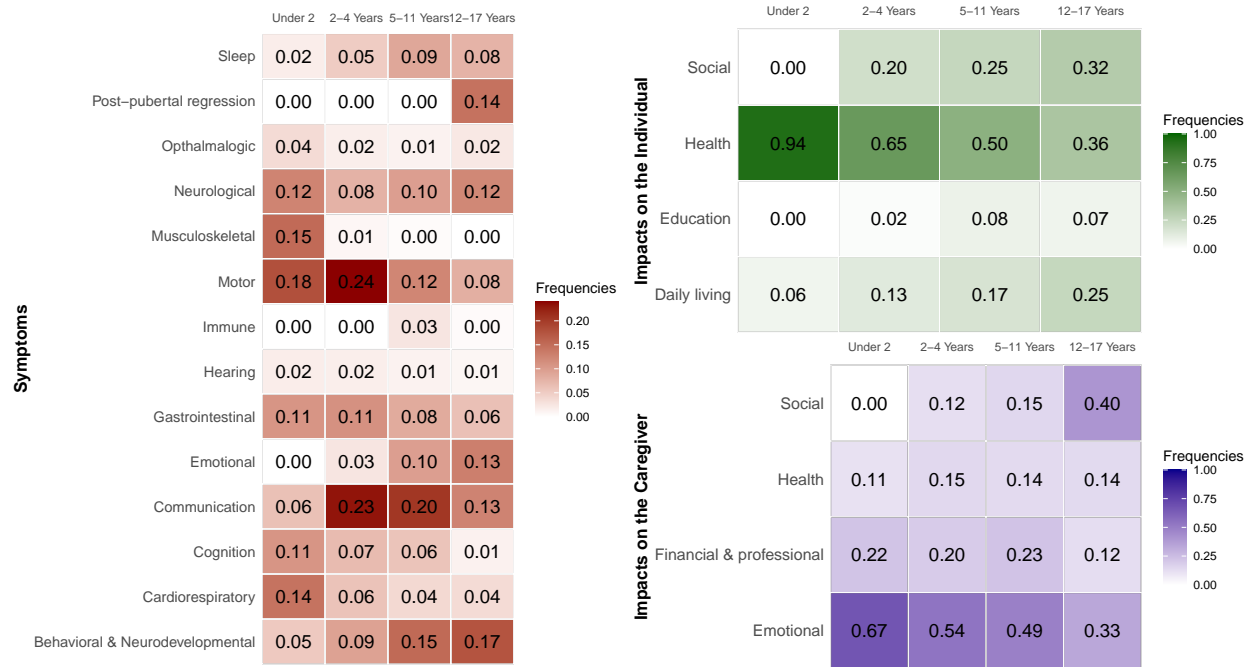 Under 2 2–4 Years 5–11 Years 12–17 Years
Sleep 0.02 0.05 0.09 0.08
Post–pubertal regression 0.00 0.00 0.00 0.14
Opthalmalogic 0.04 0.02 0.01 0.02
Neurological 0.12 0.08 0.10 0.12
Musculoskeletal 0.15 0.01 0.00 0.00
Motor 0.18 0.24 0.12 0.08
Immune 0.00 0.00 0.03 0.00
Hearing 0.02 0.02 0.01 0.01
Gastrointestinal 0.11 0.11 0.08 0.06
Emotional 0.00 0.03 0.10 0.13
Communication 0.06 0.23 0.20 0.13
Cognition 0.11 0.07 0.06 0.01
Cardiorespiratory 0.14 0.06 0.04 0.04
Behavioral & Neurodevelopmental 0.05 0.09 0.15 0.17
Symptoms
Frequencies
0.20
0.15
0.10
0.05
0.00
Under 2 2–4 Years 5–11 Years 12–17 Years
Social 0.00 0.20 0.25 0.32
Health 0.94 0.65 0.50 0.36
Education 0.00 0.02 0.08 0.07
Daily living 0.06 0.13 0.17 0.25
Impacts on the Individual
Frequencies
1.00
0.75
0.50
0.25
0.00
Under 2 2–4 Years 5–11 Years 12–17 Years
Social 0.00 0.12 0.15 0.40
Health 0.11 0.15 0.14 0.14
Financial & professional 0.22 0.20 0.23 0.12
Emotional 0.67 0.54 0.49 0.33
Impacts on the Caregiver
Frequencies
1.00
0.75
0.50
0.25
0.00